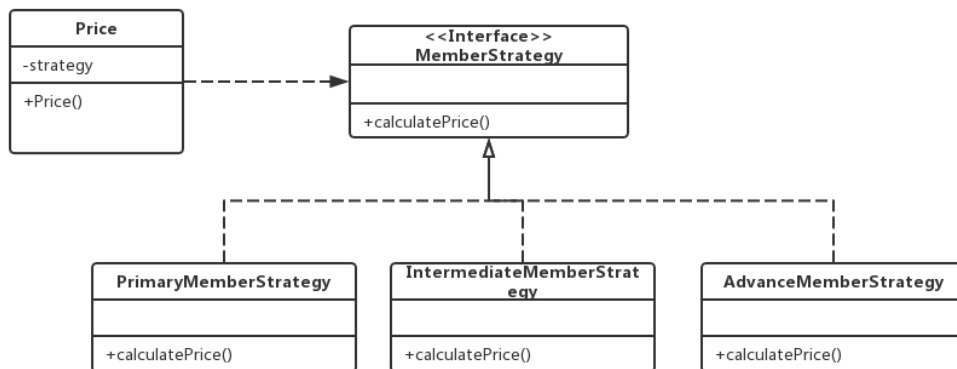 Price
-strategy
+Price()
<<Interface>>
MemberStrategy
+calculatePrice()
PrimaryMemberStrategy
+calculatePrice()
IntermediateMemberStrat
egy
+calculatePrice()
AdvanceMemberStrategy
+calculatePrice()